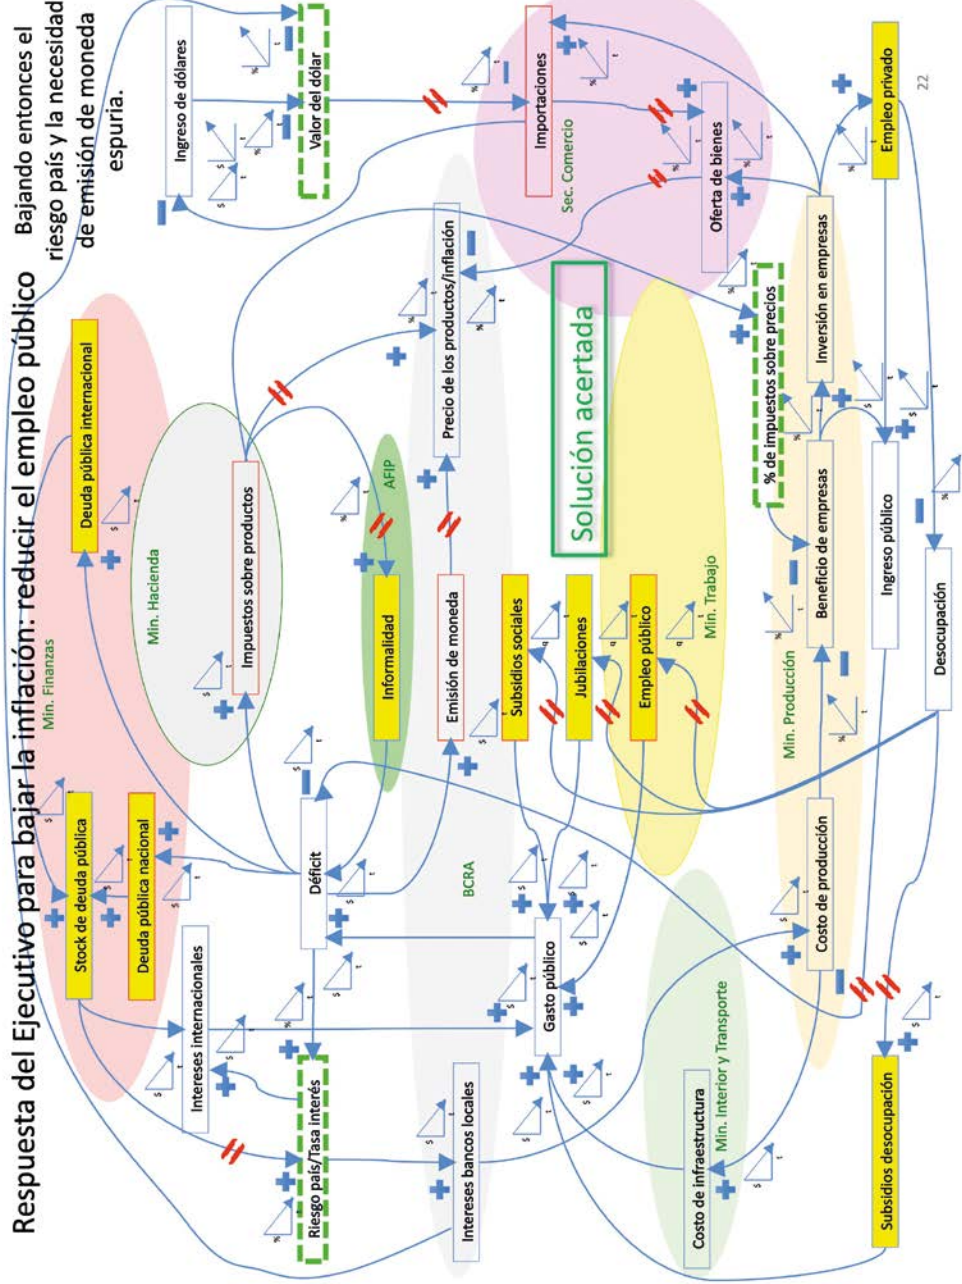 Respuesta del Ejecutivo para bajar la inflación: reducir el empleo público
Bajando entonces el
riesgo país y la necesidad
de emisión de moneda
espuria.
Min. Finanzas
Stock de deuda pública
Deuda pública internacional
Deuda pública nacional
Min. Hacienda
Intereses internacionales
Impuestos sobre productos
Ingreso de dólares
Riesgo país/Tasa interés
Déficit
Valor del dólar
Informalidad
AFIP
Intereses bancos locales
BCRA
Emisión de moneda
Precio de los productos/inflación
Subsidios sociales
Importaciones
Gasto público
Jubilaciones
Solución acertada
Sec. Comercio
Empleo público
Min. Trabajo
Costo de infraestructura
Min. Interior y Transporte
Oferta de bienes
% de impuestos sobre precios
Min. Producción
Costo de producción
Beneficio de empresas
Inversión en empresas
Ingreso público
Empleo privado
Subsidios desocupación
Desocupación
22